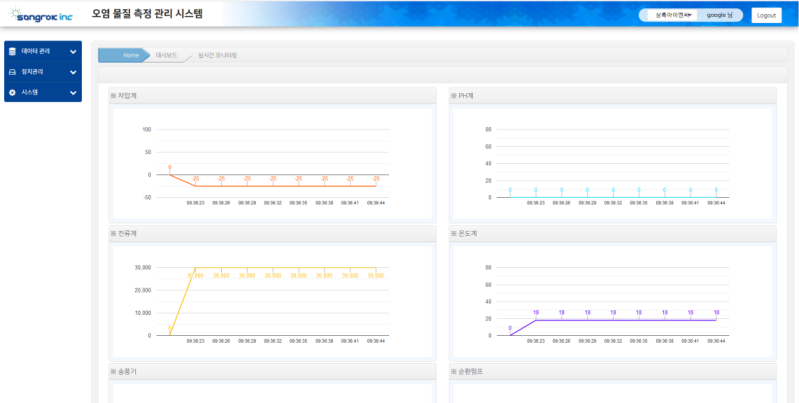 sangrok inc
오염 물질 측정 관리 시스템
상록아이엔씨
google 님
Logout
데이터 관리
장치관리
시스템
Home
대시보드
실시간 모니터링
※ 차압계
100
50
0
-50
0
-25 -25 -25 -25 -25 -25 -25 -25
09:36:23 09:36:26 09:36:29 09:36:32 09:36:35 09:36:38 09:36:41 09:36:44
※ PH계
80
60
40
20
0
0 0 0 0 0 0 0 0 0
09:36:23 09:36:26 09:36:29 09:36:32 09:36:35 09:36:38 09:36:41 09:36:44
※ 전류계
30,000
20,000
10,000
0
0
30,000 30,000 30,000 30,000 30,000 30,000 30,000 30,000
09:36:23 09:36:26 09:36:29 09:36:32 09:36:35 09:36:38 09:36:41 09:36:44
※ 온도계
80
60
40
20
0
0
18 18 18 18 18 18 18 18
09:36:23 09:36:26 09:36:29 09:36:32 09:36:35 09:36:38 09:36:41 09:36:44
※ 송풍기
※ 순환펌프